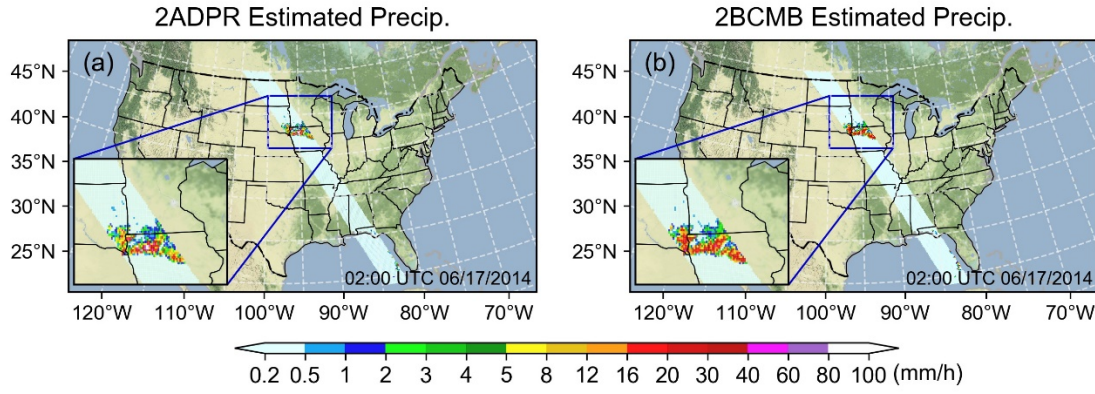 2ADPR Estimated Precip.
2BCMB Estimated Precip.
(a)
45°N
40°N
35°N
30°N
25°N
02:00 UTC 06/17/2014
120°W 110°W 100°W 90°W 80°W 70°W
(b)
45°N
40°N
35°N
30°N
25°N
02:00 UTC 06/17/2014
120°W 110°W 100°W 90°W 80°W 70°W
0.2 0.5 1 2 3 4 5 8 12 16 20 30 40 60 80 100 (mm/h)